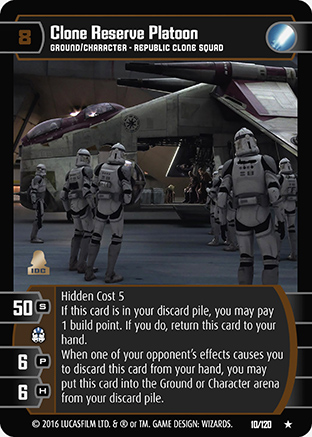 8
Clone Reserve Platoon
GROUND/CHARACTER - REPUBLIC CLONE SQUAD
IDC
50 S
6 P
6 H
Hidden Cost 5
If this card is in your discard pile, you may pay
1 build point. If you do, return this card to your
hand.
When one of your opponent's effects causes you
to discard this card from your hand, you may
put this card into the Ground or Character arena
from your discard pile.
© 2016 LUCASFILM LTD. & ® or TM. GAME DESIGN: WIZARDS.
10/120 ★